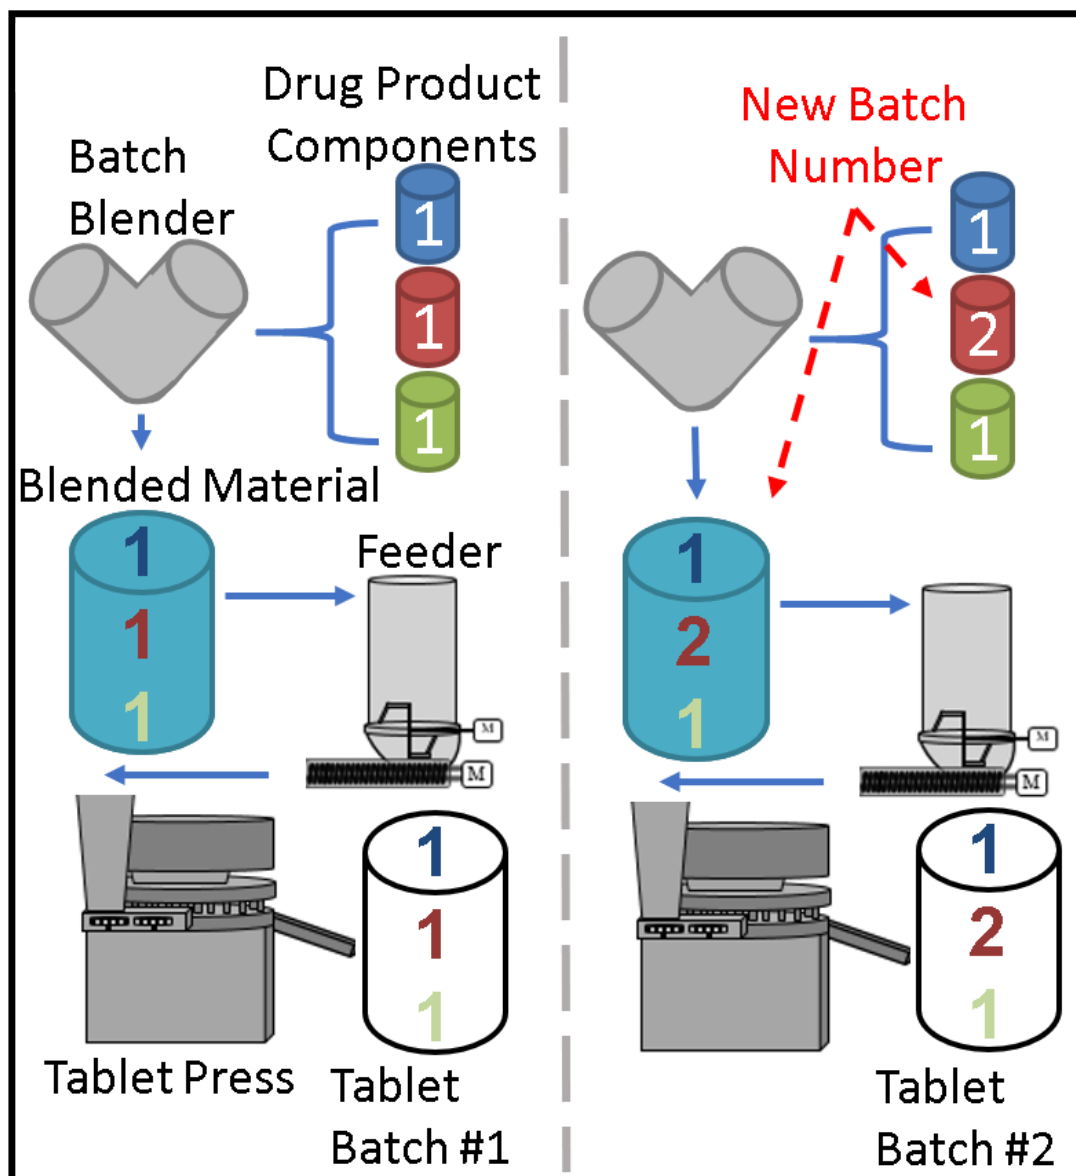 Drug Product
Components
Batch
Blender
1
1
1
Blended Material
1
1
1
Feeder
M
M
1
1
1
Tablet Press
Tablet
Batch #1
New Batch
Number
1
2
1
1
2
1
M
M
1
2
1
Tablet
Batch #2